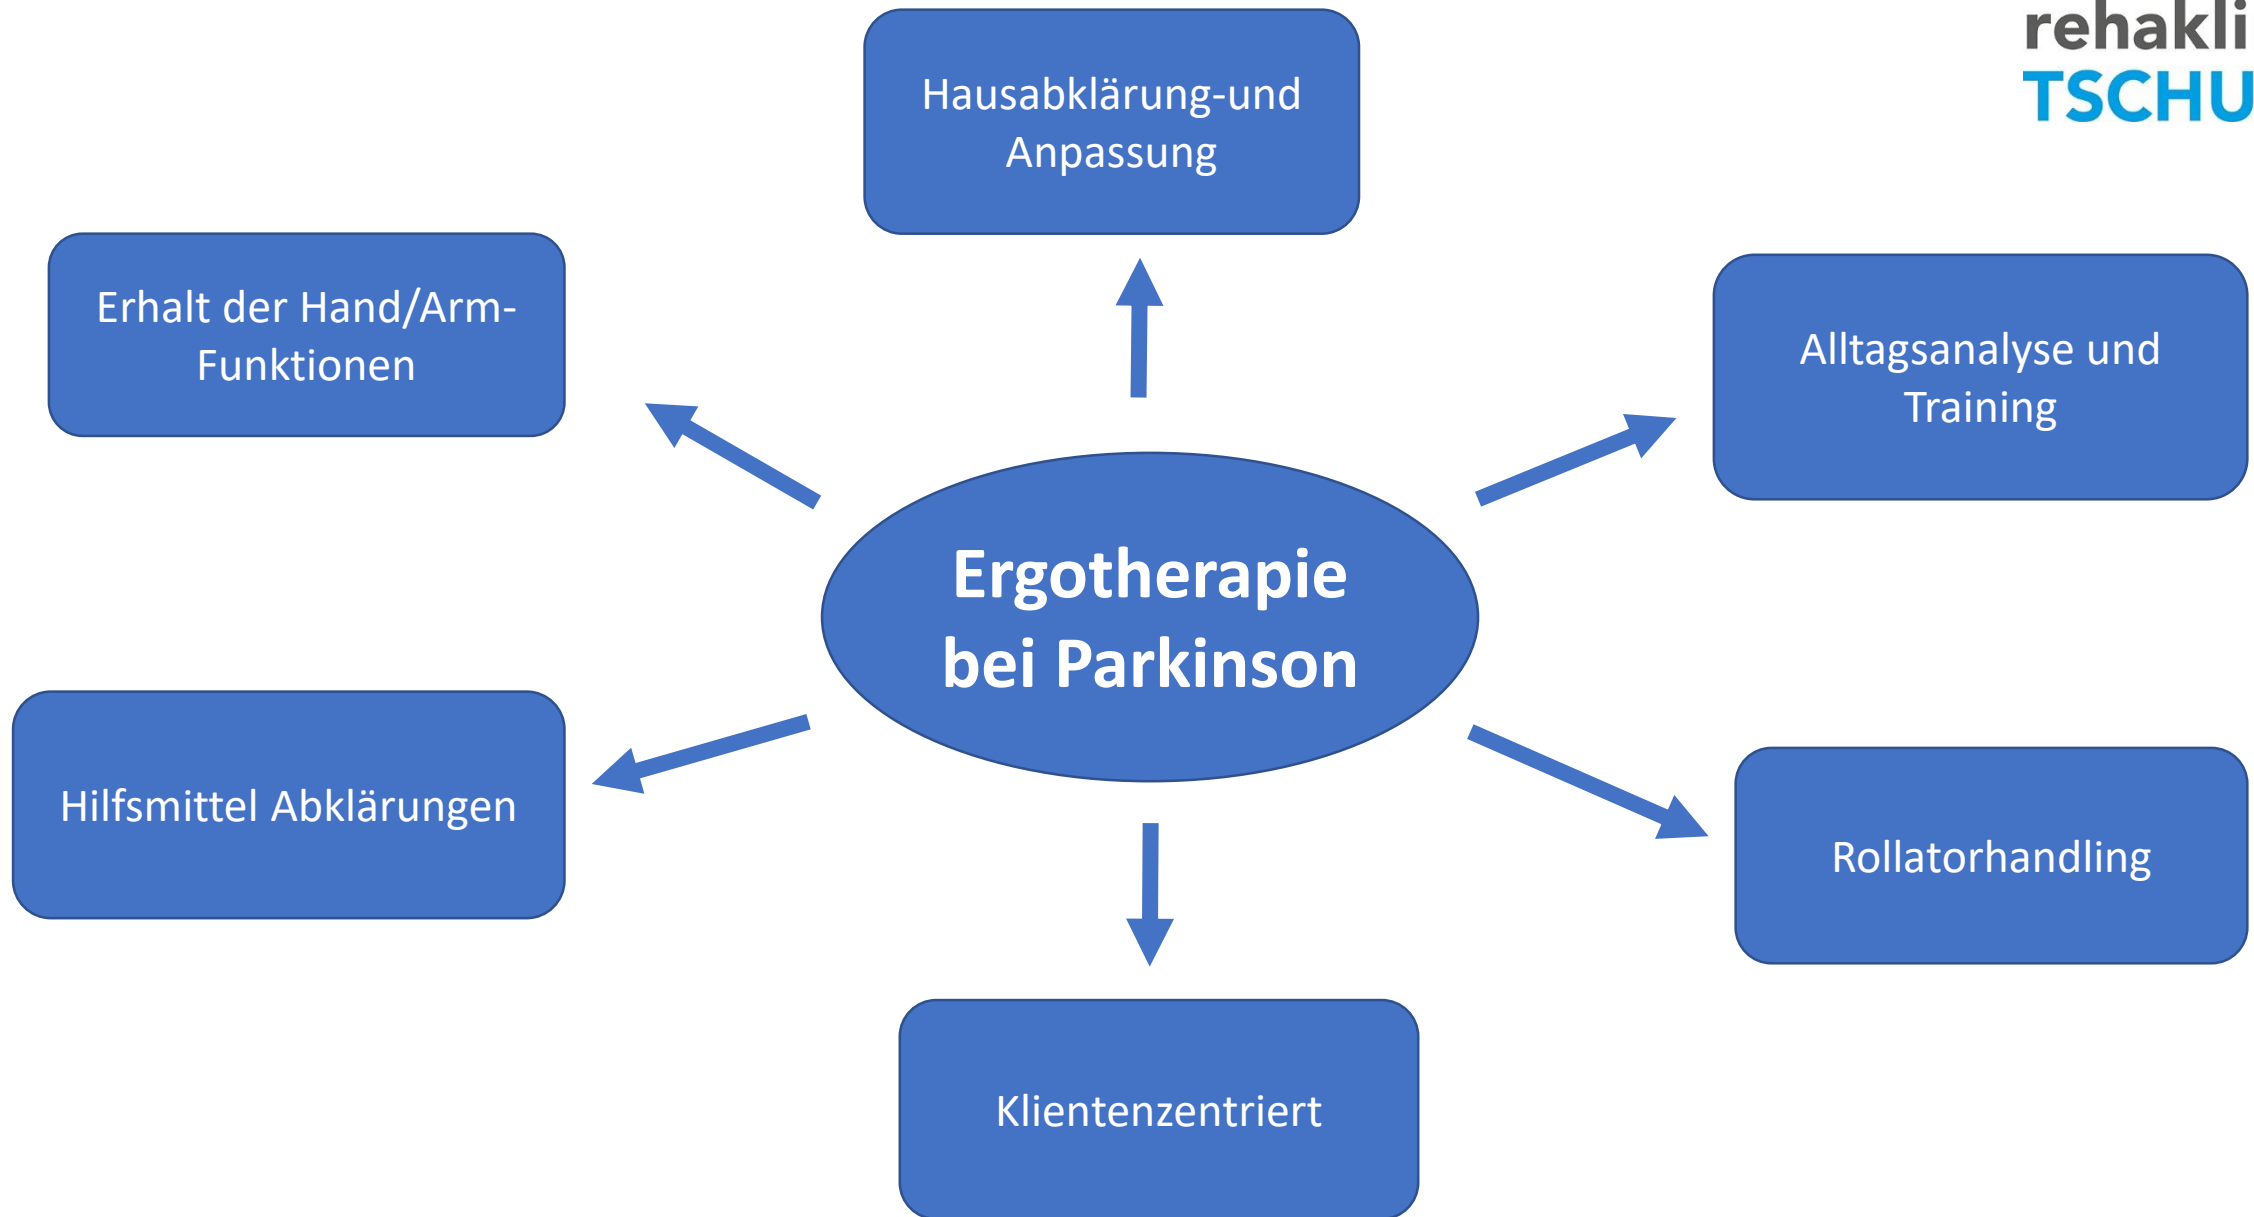 rehakli
TSCHU
Hausabklärung-und
Anpassung
Erhalt der Hand/Arm-
Funktionen
Alltagsanalyse und
Training
Ergotherapie
bei Parkinson
Hilfsmittel Abklärungen
Rollatorhandling
Klientenzentriert